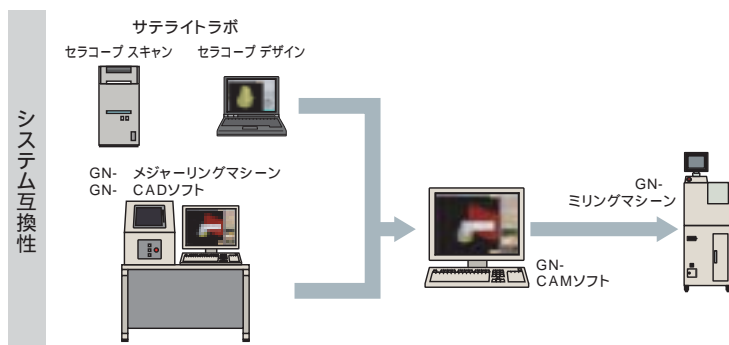 システム互換性
サテライトラボ
セラコープ スキャン
セラコープ デザイン
GN- メジャーリングマシーン
GN- CADソフト
GN-
CAMソフト
GN-
ミリングマシーン